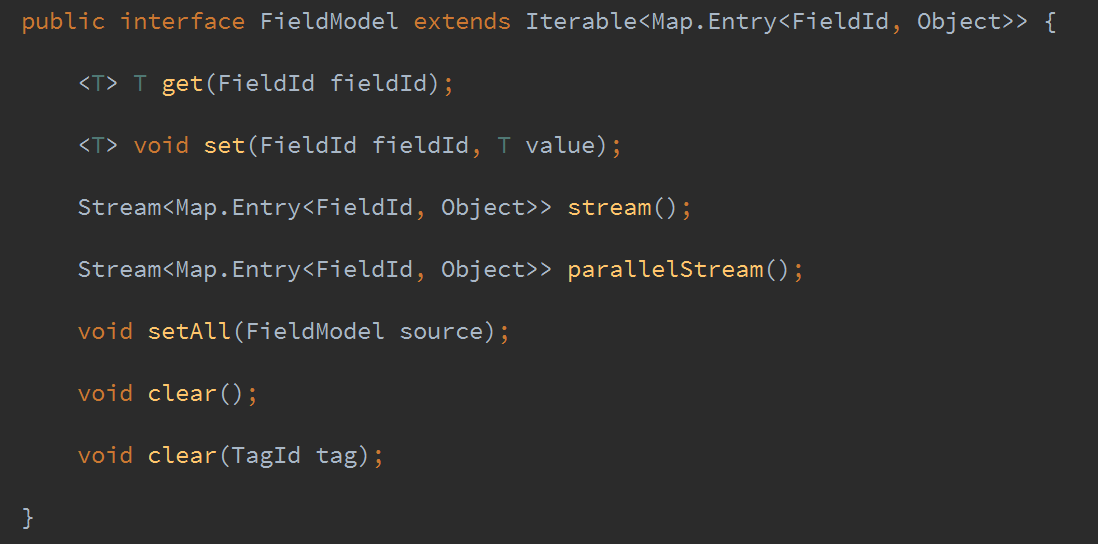 public interface FieldModel extends Iterable<Map.Entry<FieldId, Object>> {
<T> T get(FieldId fieldId);
<T> void set(FieldId fieldId, T value);
Stream<Map.Entry<FieldId, Object>> stream();
Stream<Map.Entry<FieldId, Object>> parallelStream();
void setAll(FieldModel source);
void clear();
void clear(TagId tag);
}